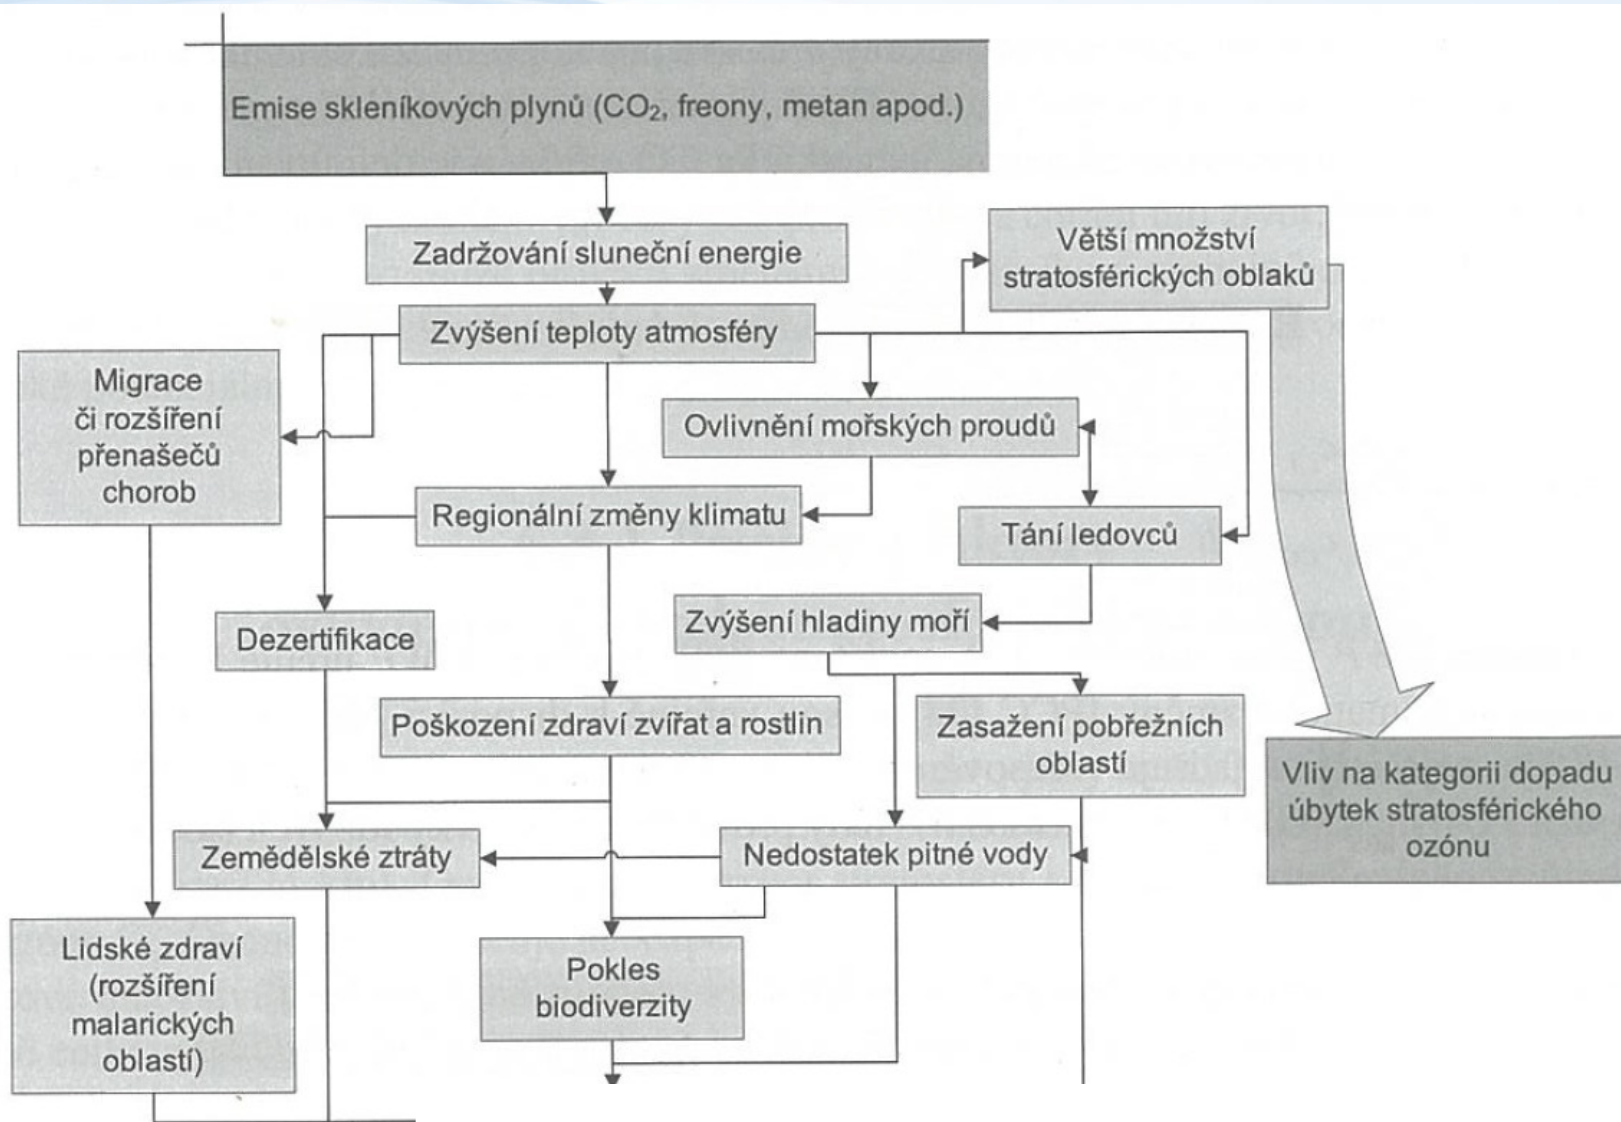 Emise skleníkových plynů (CO₂, freony, metan apod.)
Zadržování sluneční energie
Větší množství
stratosférických oblaků
Zvýšení teploty atmosféry
Migrace
či rozšíření
přenašečů
chorob
Ovlivnění mořských proudů
Regionální změny klimatu
Tání ledovců
Dezertifikace
Zvýšení hladiny moří
Poškození zdraví zvířat a rostlin
Zasažení pobřežních
oblastí
Vliv na kategorii dopadu
úbytek stratosférického
ozónu
Zemědělské ztráty
Nedostatek pitné vody
Lidské zdraví
(rozšíření
malarických
oblastí)
Pokles
biodiverzity